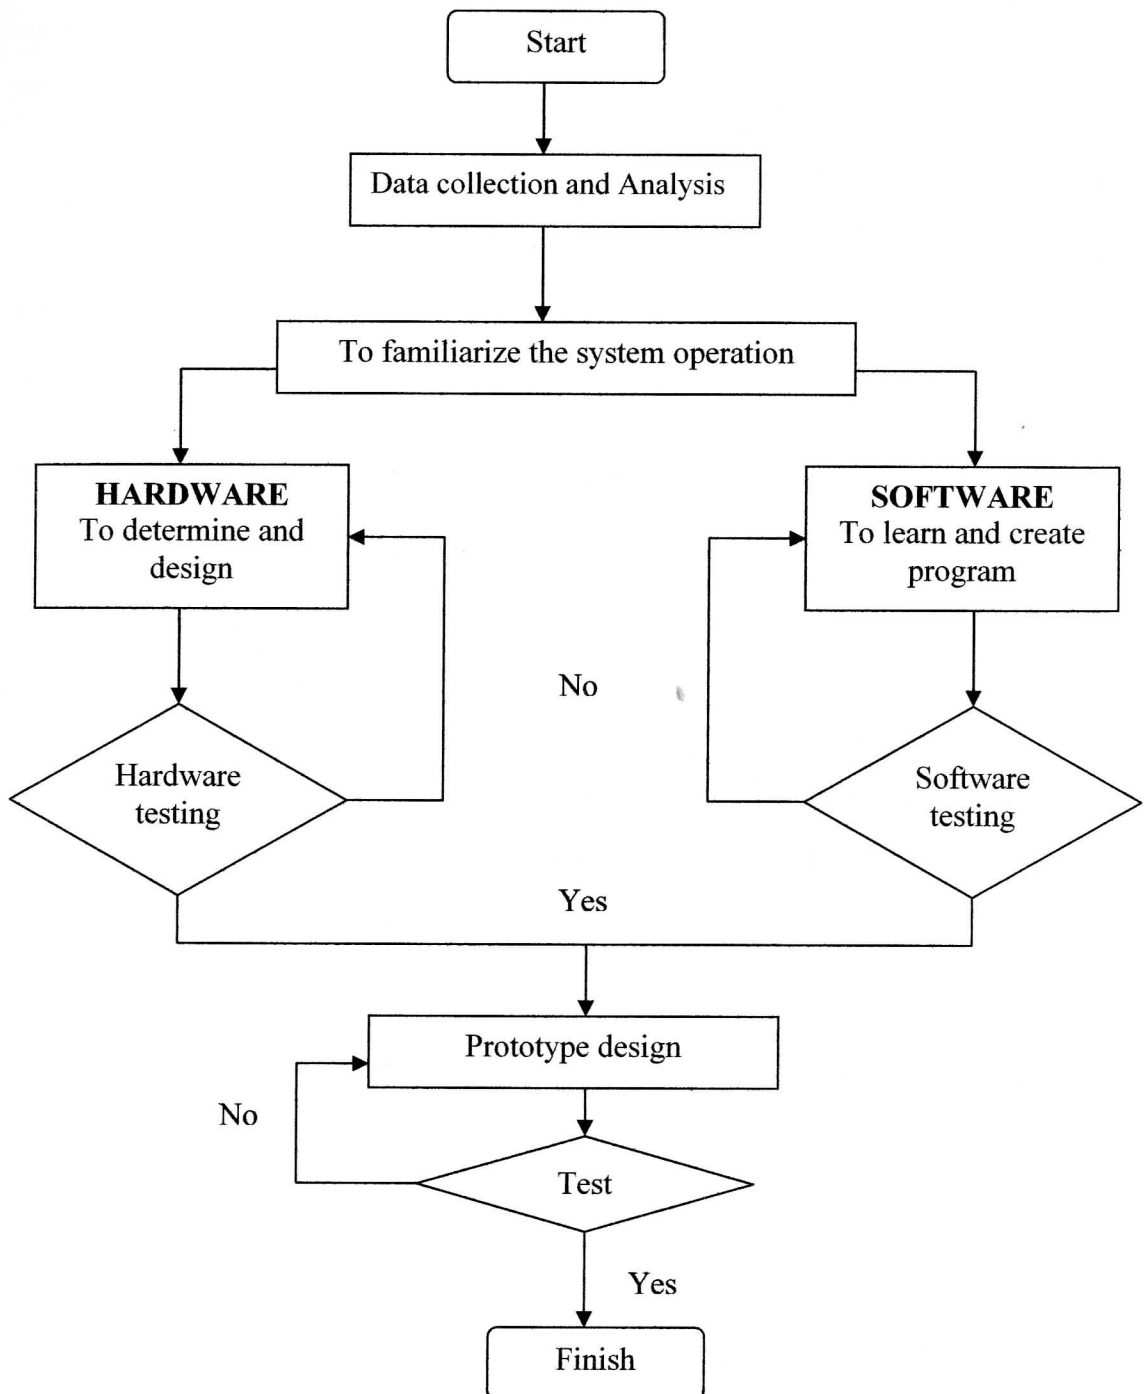 Start
Data collection and Analysis
To familiarize the system operation
HARDWARE
To determine and
design
SOFTWARE
To learn and create
program
No
Hardware
testing
Software
testing
Yes
Prototype design
No
Test
Yes
Finish